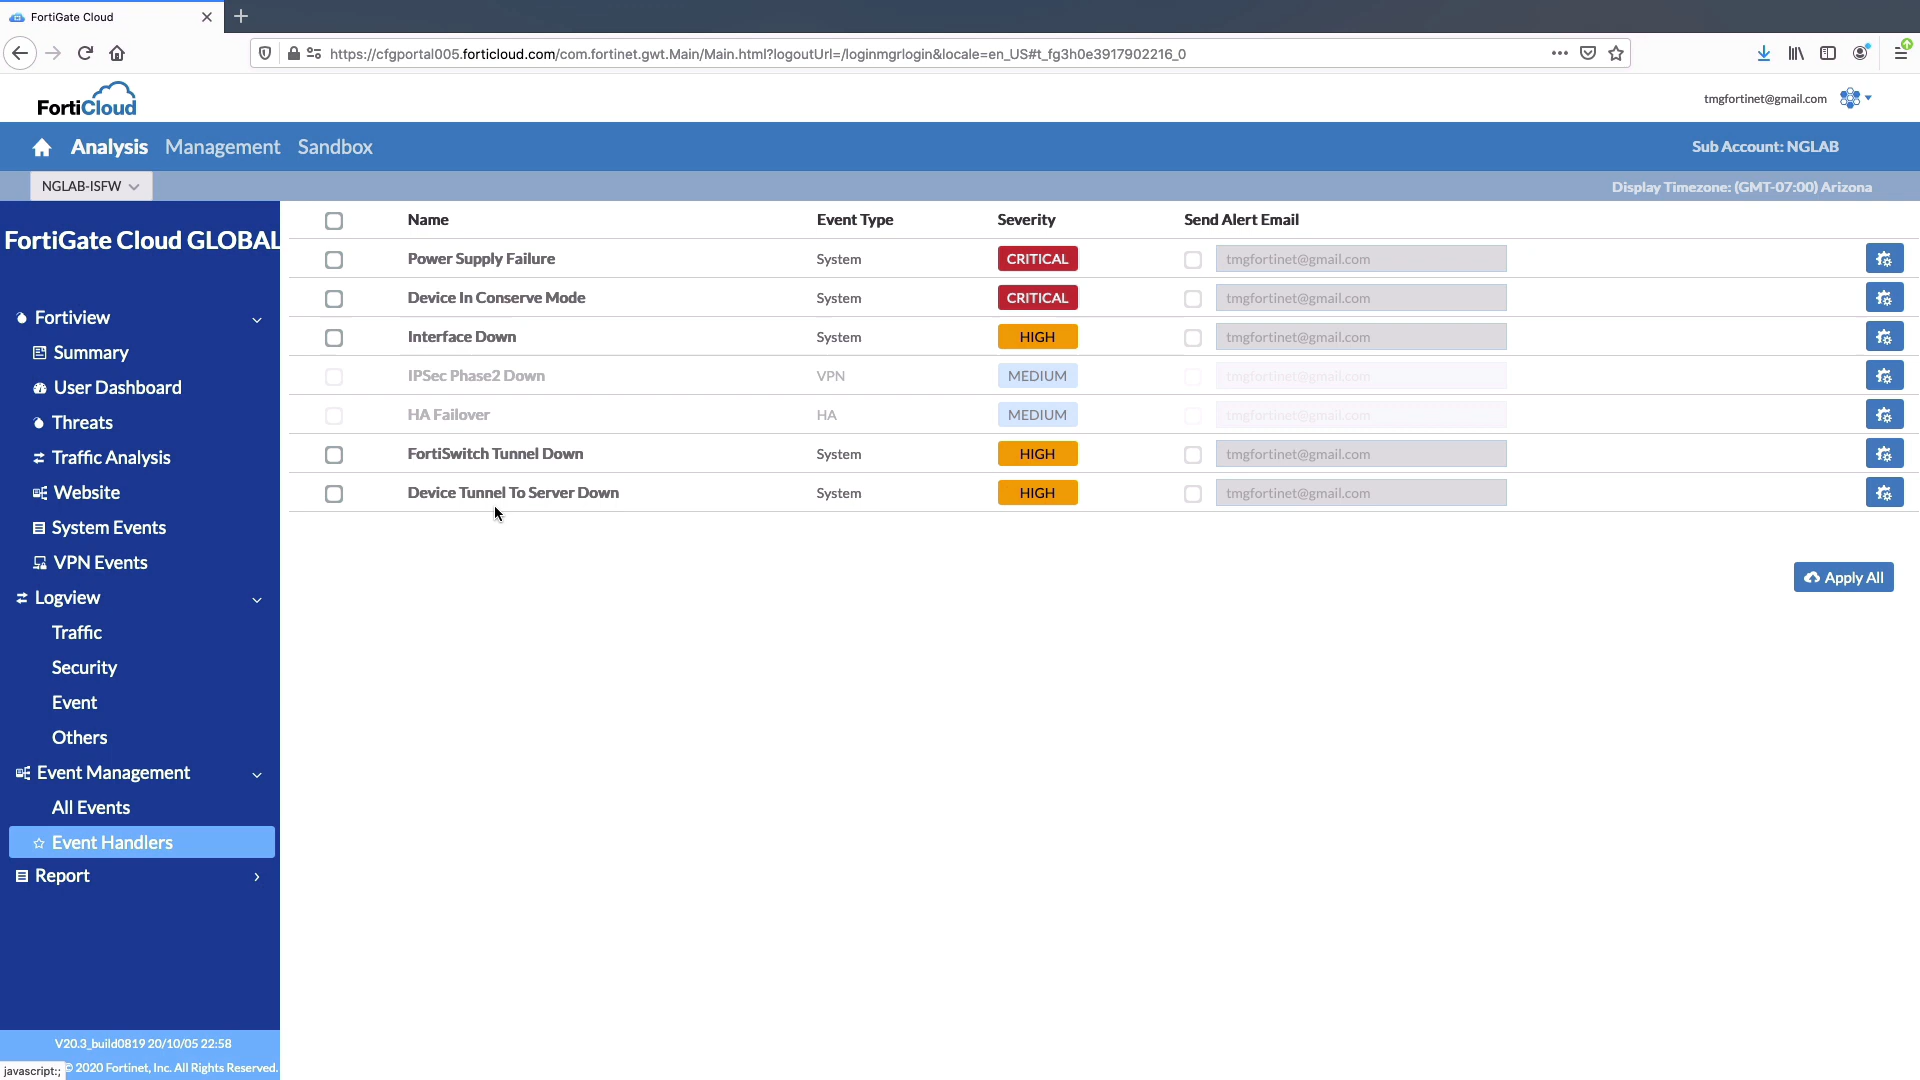 FortiGate Cloud
https://cfgportal005.forticloud.com/com.fortinet.gwt.Main/Main.html?logoutUrl=/loginmgrlogin&locale=en_US#t_fg3h0e3917902216_0
FortiCloud
tmgfortinet@gmail.com
Analysis Management Sandbox
Sub Account: NGLAB
NGLAB-ISFW
Display Timezone: (GMT-07:00) Arizona
FortiGate Cloud GLOBAL
Fortiview
Summary
User Dashboard
Threats
Traffic Analysis
Website
System Events
VPN Events
Logview
Traffic
Security
Event
Others
Event Management
All Events
Event Handlers
Report
V20.3_build0819 20/10/05 22:58
© 2020 Fortinet, Inc. All Rights Reserved.
javascript:;
Name Event Type Severity Send Alert Email
Power Supply Failure System CRITICAL tmgfortinet@gmail.com
Device In Conserve Mode System CRITICAL tmgfortinet@gmail.com
Interface Down System HIGH tmgfortinet@gmail.com
IPSec Phase2 Down VPN MEDIUM tmgfortinet@gmail.com
HA Failover HA MEDIUM tmgfortinet@gmail.com
FortiSwitch Tunnel Down System HIGH tmgfortinet@gmail.com
Device Tunnel To Server Down System HIGH tmgfortinet@gmail.com
Apply All